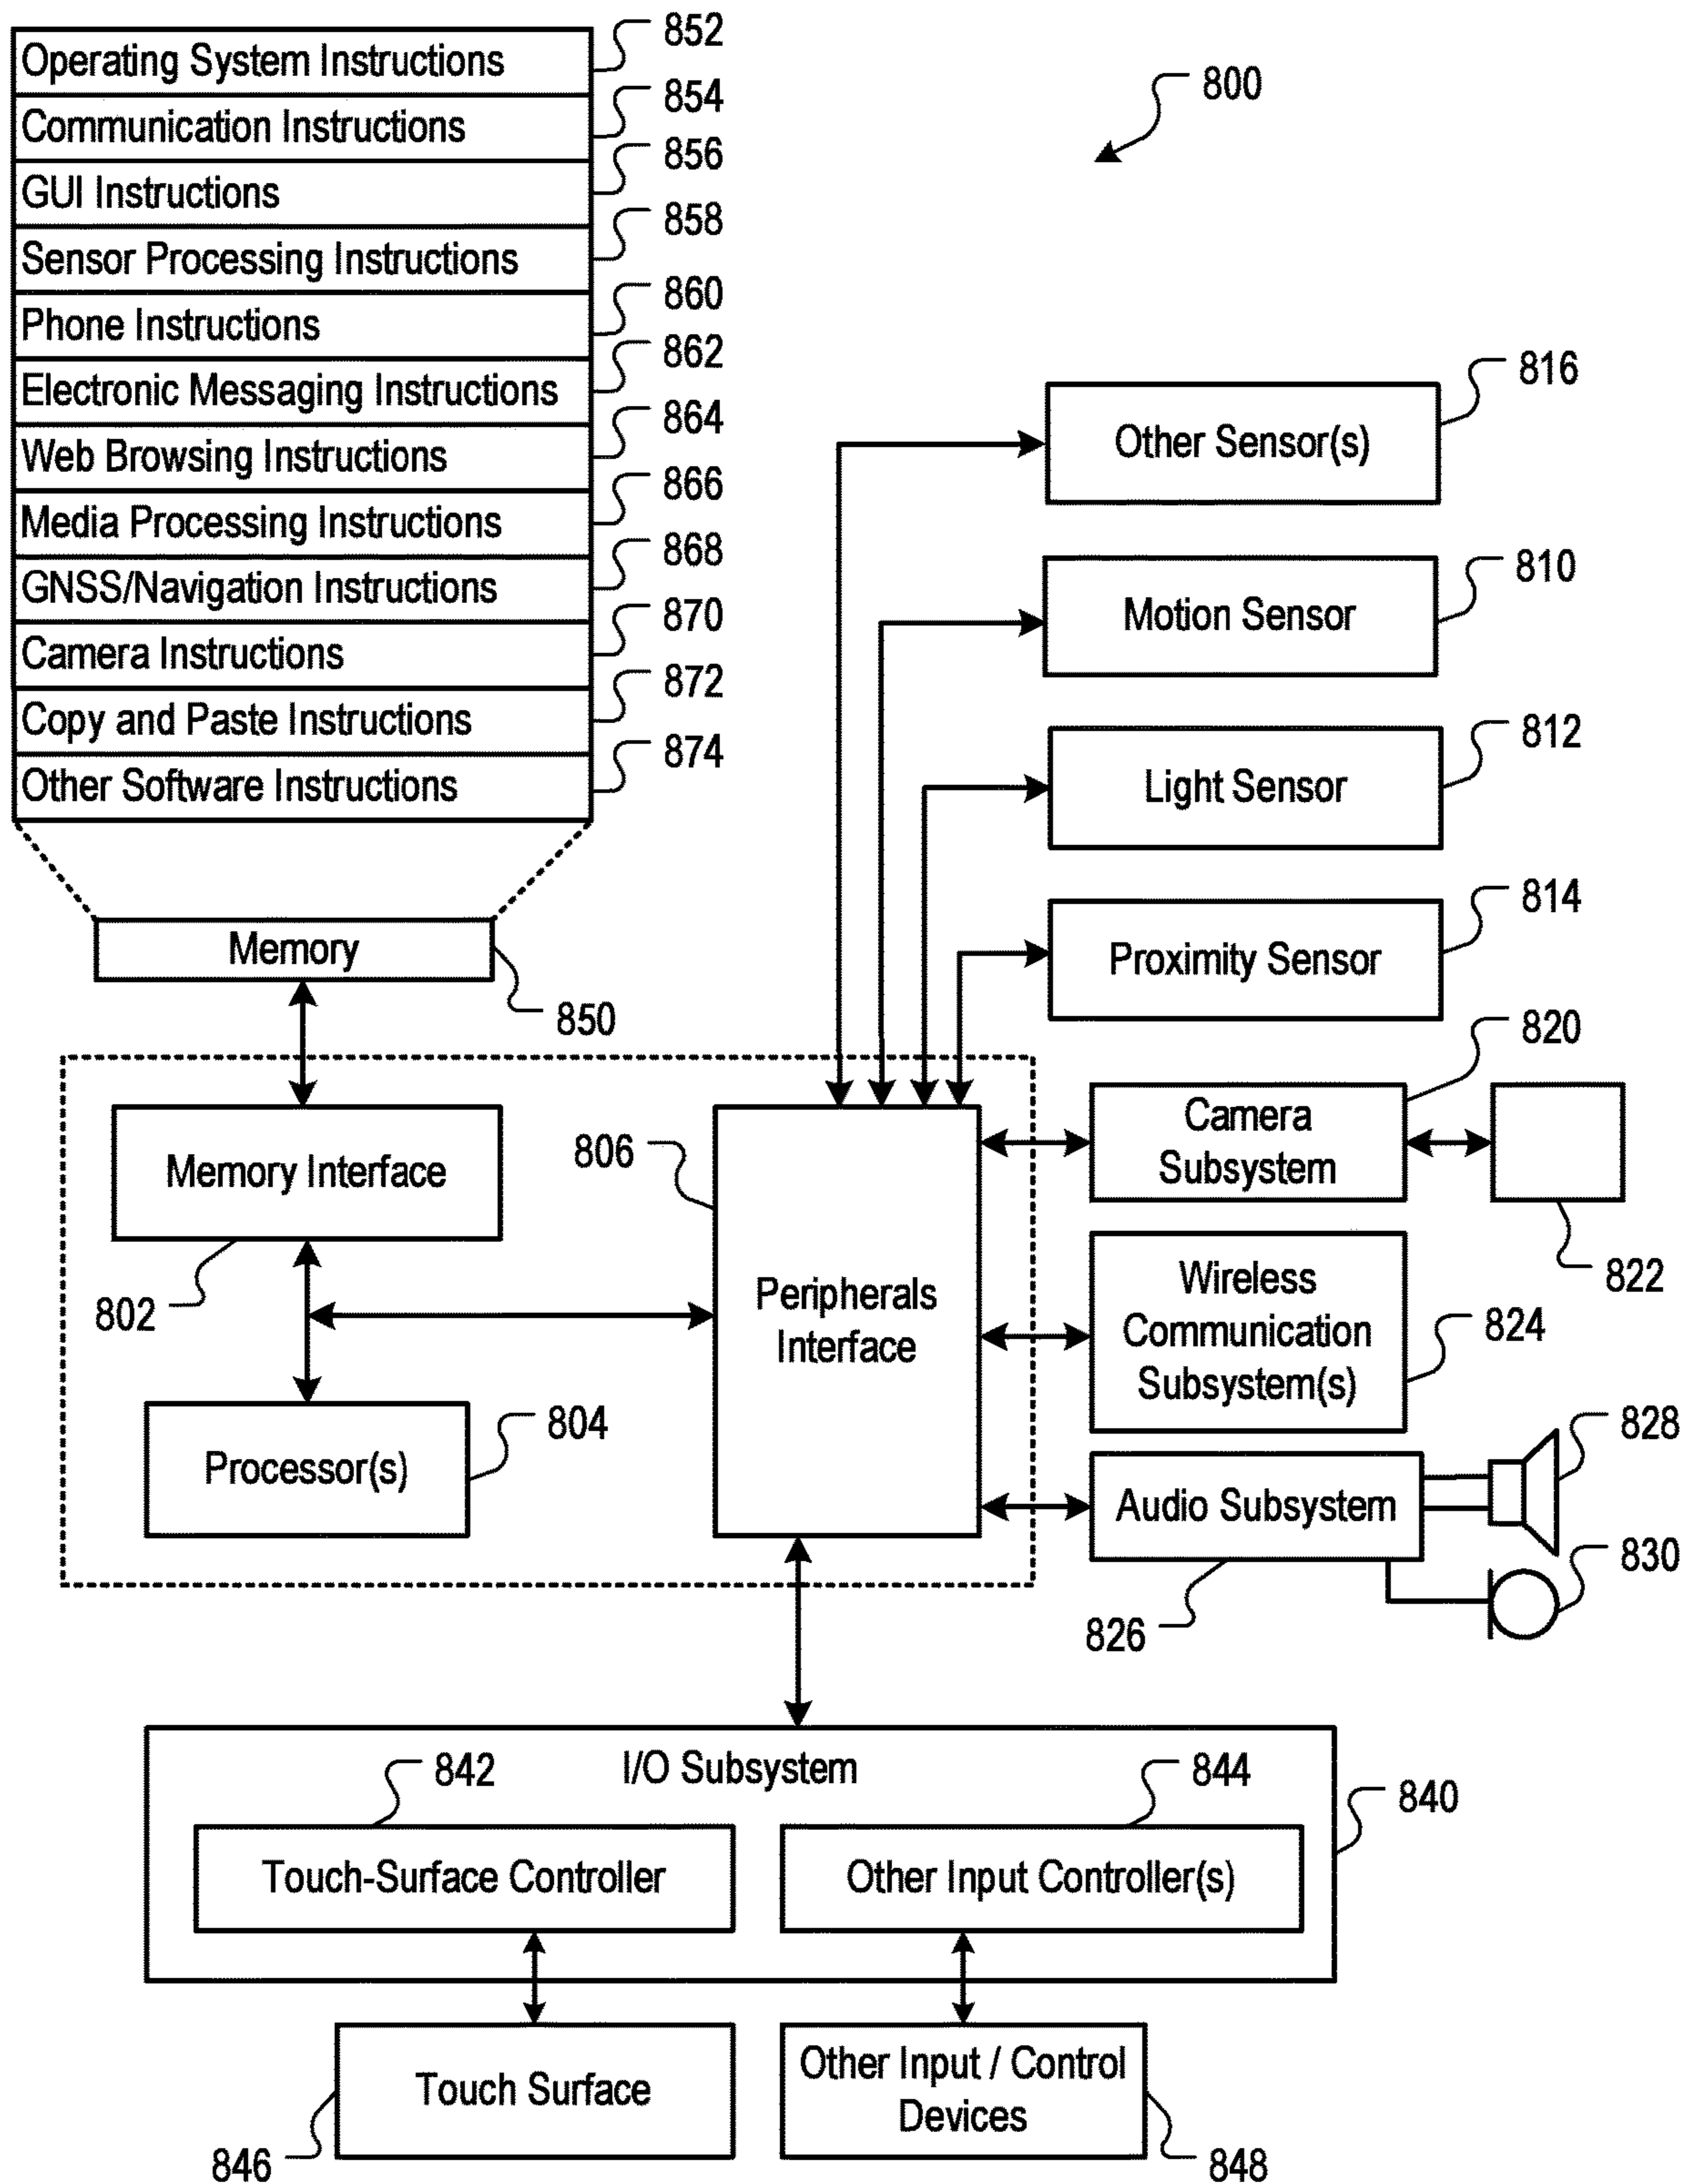 Operating System Instructions
852
Communication Instructions
854
GUI Instructions
856
Sensor Processing Instructions
858
Phone Instructions
860
Electronic Messaging Instructions
862
Web Browsing Instructions
864
Media Processing Instructions
866
GNSS/Navigation Instructions
868
Camera Instructions
870
Copy and Paste Instructions
872
Other Software Instructions
874
Memory
850
800
Other Sensor(s)
816
Motion Sensor
810
Light Sensor
812
Proximity Sensor
814
Memory Interface
802
Processor(s)
804
Peripherals
Interface
806
Camera
Subsystem
820
822
Wireless
Communication
Subsystem(s)
824
Audio Subsystem
826
828
830
I/O Subsystem
840
Touch-Surface Controller
842
Other Input Controller(s)
844
Touch Surface
846
Other Input / Control
Devices
848